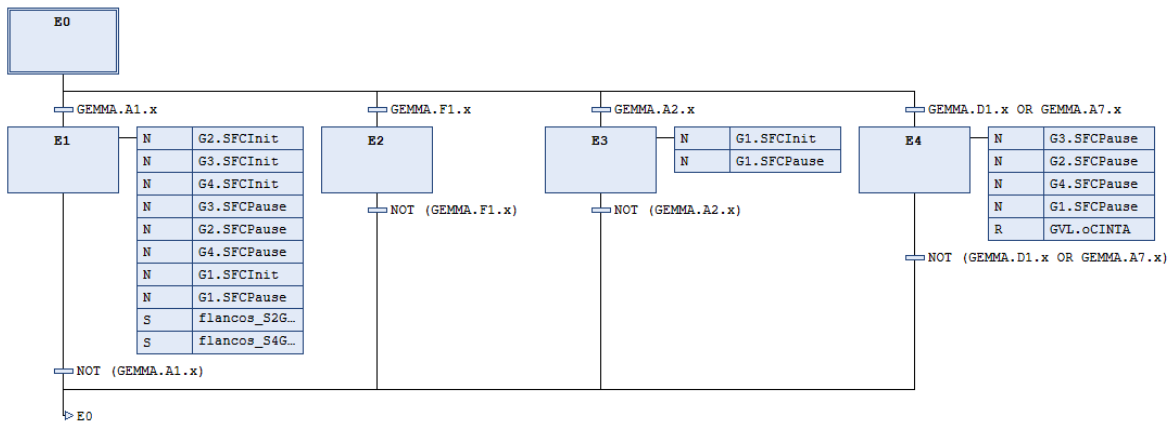 E0
GEMMA.A1.x
GEMMA.F1.x
GEMMA.A2.x
GEMMA.D1.x OR GEMMA.A7.x
E1
N G2.SFCInit
N G3.SFCInit
N G4.SFCInit
N G3.SFCPause
N G2.SFCPause
N G4.SFCPause
N G1.SFCInit
N G1.SFCPause
S flancos_S2G…
S flancos_S4G…
NOT (GEMMA.A1.x)
E2
NOT (GEMMA.F1.x)
E3
N G1.SFCInit
N G1.SFCPause
NOT (GEMMA.A2.x)
E4
N G3.SFCPause
N G2.SFCPause
N G4.SFCPause
N G1.SFCPause
R GVL.oCINTA
NOT (GEMMA.D1.x OR GEMMA.A7.x)
E0